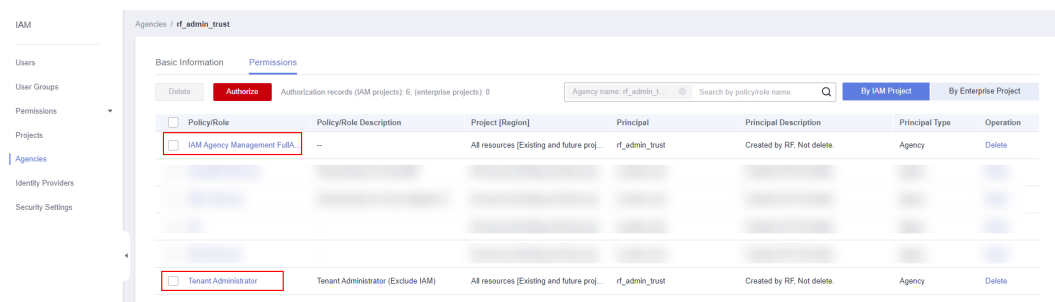 IAM
Agencies / rf_admin_trust
Users
User Groups
Permissions
Projects
Agencies
Identity Providers
Security Settings
Basic Information Permissions
Delete Authorize Authorization records (IAM projects): 6; (enterprise projects): 0 Agency name: rf_admin_t... Search by policy/role name. By IAM Project By Enterprise Project
Policy/Role Policy/Role Description Project [Region] Principal Principal Description Principal Type Operation
IAM Agency Management FullA... -- All resources [Existing and future proj... rf_admin_trust Created by RF, Not delete. Agency Delete
Tenant Administrator Tenant Administrator (Exclude IAM) All resources [Existing and future proj... rf_admin_trust Created by RF, Not delete. Agency Delete